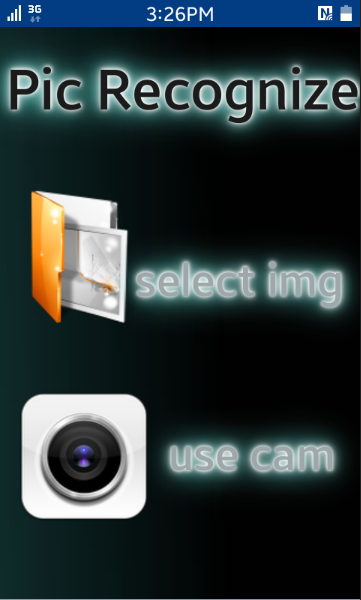 3G
3:26PM
N
Pic Recognize
select img
use cam